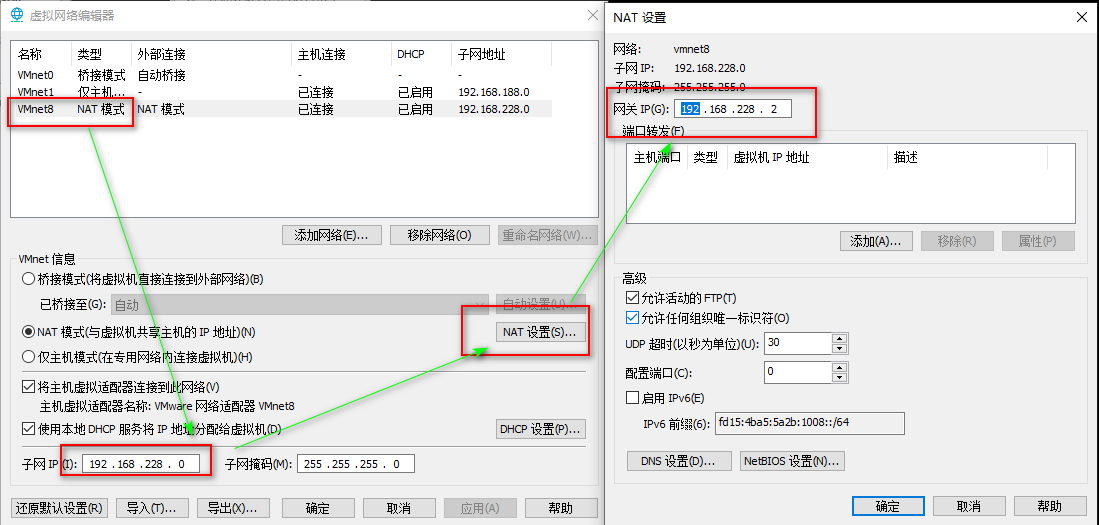 虚拟网络编辑器
名称 类型 外部连接 主机连接 DHCP 子网地址
VMnet0 桥接模式 自动桥接 - - -
VMnet1 仅主机... - 已连接 已启用 192.168.188.0
VMnet8 NAT 模式 NAT 模式 已连接 已启用 192.168.228.0
添加网络(E)... 移除网络(O) 重命名网络(W)...
VMnet 信息
桥接模式(将虚拟机直接连接到外部网络)(B)
已桥接至(G): 自动 自动设置(U)...
NAT 模式(与虚拟机共享主机的 IP 地址)(N) NAT 设置(S)...
仅主机模式(在专用网络内连接虚拟机)(H)
将主机虚拟适配器连接到此网络(V)
主机虚拟适配器名称: VMware 网络适配器 VMnet8
使用本地 DHCP 服务将 IP 地址分配给虚拟机(D) DHCP 设置(P)...
子网 IP(I): 192 .168 .228 . 0 子网掩码(M): 255 .255 .255 . 0
还原默认设置(R) 导入(T)... 导出(X)... 确定 取消 应用(A) 帮助
NAT 设置
网络: vmnet8
子网 IP: 192.168.228.0
子网掩码: 255.255.255.0
网关 IP(G): 192 .168 .228 . 2
端口转发(F)
主机端口 类型 虚拟机 IP 地址 描述
添加(A)... 移除(R) 属性(P)
高级
允许活动的 FTP(T)
允许任何组织唯一标识符(O)
UDP 超时(以秒为单位)(U): 30
配置端口(C): 0
启用 IPv6(E)
IPv6 前缀(6): fd15:4ba5:5a2b:1008::/64
DNS 设置(D)... NetBIOS 设置(N)...
确定 取消 帮助